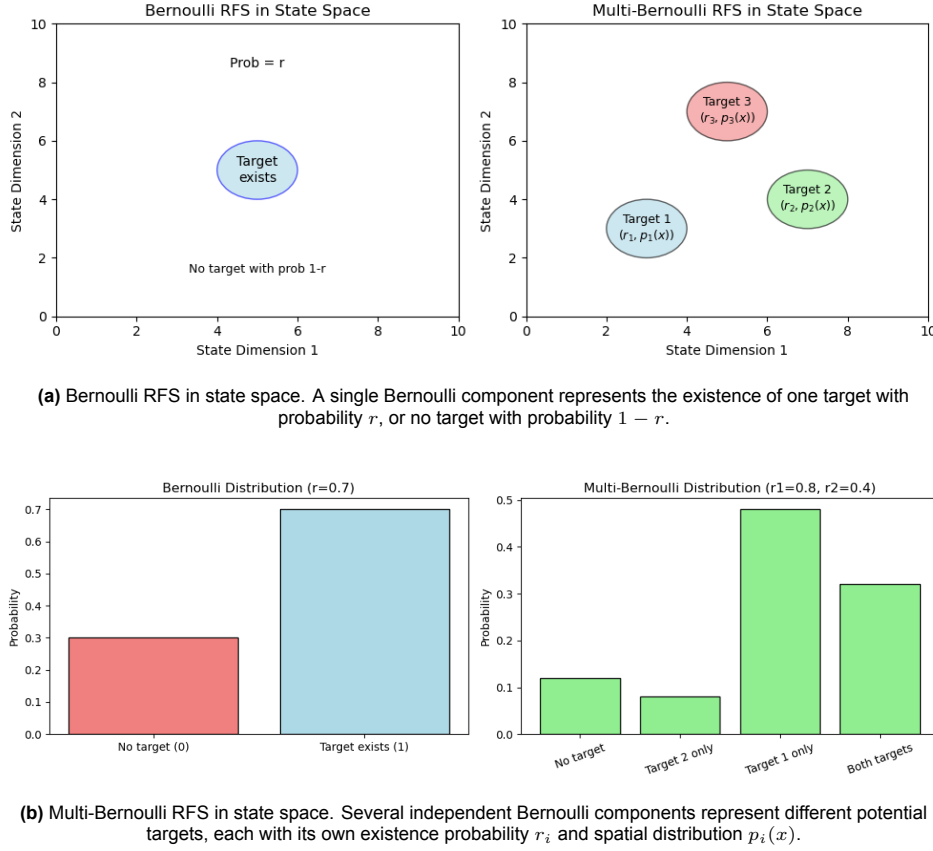 Bernoulli RFS in State Space
10
8
6
4
2
0
State Dimension 2
Prob = r
Target
exists
No target with prob 1-r
0 2 4 6 8 10
State Dimension 1
Multi-Bernoulli RFS in State Space
10
8
6
4
2
0
State Dimension 2
Target 3
(r₃, p₃(x))
Target 2
(r₂, p₂(x))
Target 1
(r₁, p₁(x))
0 2 4 6 8 10
State Dimension 1
(a) Bernoulli RFS in state space. A single Bernoulli component represents the existence of one target with
probability r, or no target with probability 1 − r.
Bernoulli Distribution (r=0.7)
0.7
0.6
0.5
0.4
0.3
0.2
0.1
0.0
Probability
No target (0) Target exists (1)
Multi-Bernoulli Distribution (r1=0.8, r2=0.4)
0.5
0.4
0.3
0.2
0.1
0.0
Probability
No target Target 2 only Target 1 only Both targets
(b) Multi-Bernoulli RFS in state space. Several independent Bernoulli components represent different potential
targets, each with its own existence probability rᵢ and spatial distribution pᵢ(x).